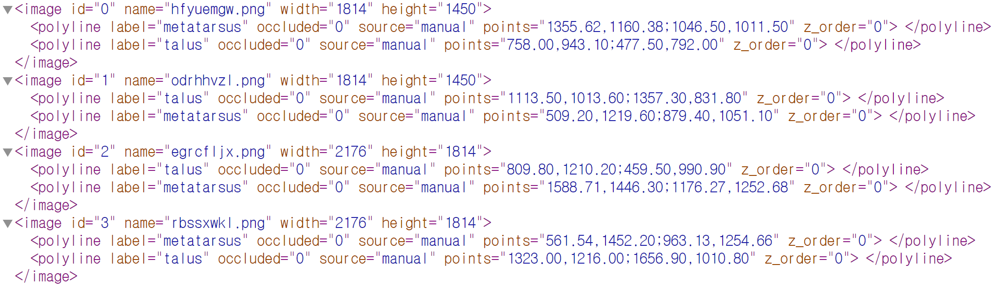 ▼<image id="0" name="hfyuemgw.png" width="1814" height="1450">
<polyline label="metatarsus" occluded="0" source="manual" points="1355.62,1160.38;1046.50,1011.50" z_order="0"> </polyline>
<polyline label="talus" occluded="0" source="manual" points="758.00,943.10;477.50,792.00" z_order="0"> </polyline>
</image>
▼<image id="1" name="odrhhvzl.png" width="1814" height="1450">
<polyline label="talus" occluded="0" source="manual" points="1113.50,1013.60;1357.30,831.80" z_order="0"> </polyline>
<polyline label="metatarsus" occluded="0" source="manual" points="509.20,1219.60;879.40,1051.10" z_order="0"> </polyline>
</image>
▼<image id="2" name="egrcfljx.png" width="2176" height="1814">
<polyline label="talus" occluded="0" source="manual" points="809.80,1210.20;459.50,990.90" z_order="0"> </polyline>
<polyline label="metatarsus" occluded="0" source="manual" points="1588.71,1446.30;1176.27,1252.68" z_order="0"> </polyline>
</image>
▼<image id="3" name="rbssxwkl.png" width="2176" height="1814">
<polyline label="metatarsus" occluded="0" source="manual" points="561.54,1452.20;963.13,1254.66" z_order="0"> </polyline>
<polyline label="talus" occluded="0" source="manual" points="1323.00,1216.00;1656.90,1010.80" z_order="0"> </polyline>
</image>